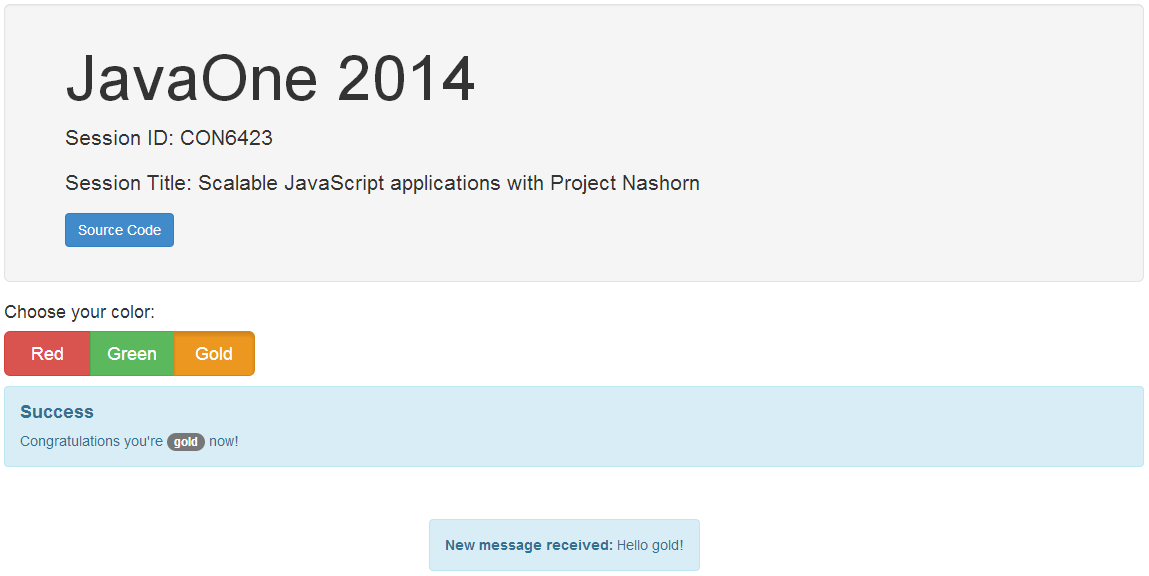 JavaOne 2014
Session ID: CON6423
Session Title: Scalable JavaScript applications with Project Nashorn
Source Code
Choose your color:
Red Green Gold
Success
Congratulations you're gold now!
New message received: Hello gold!